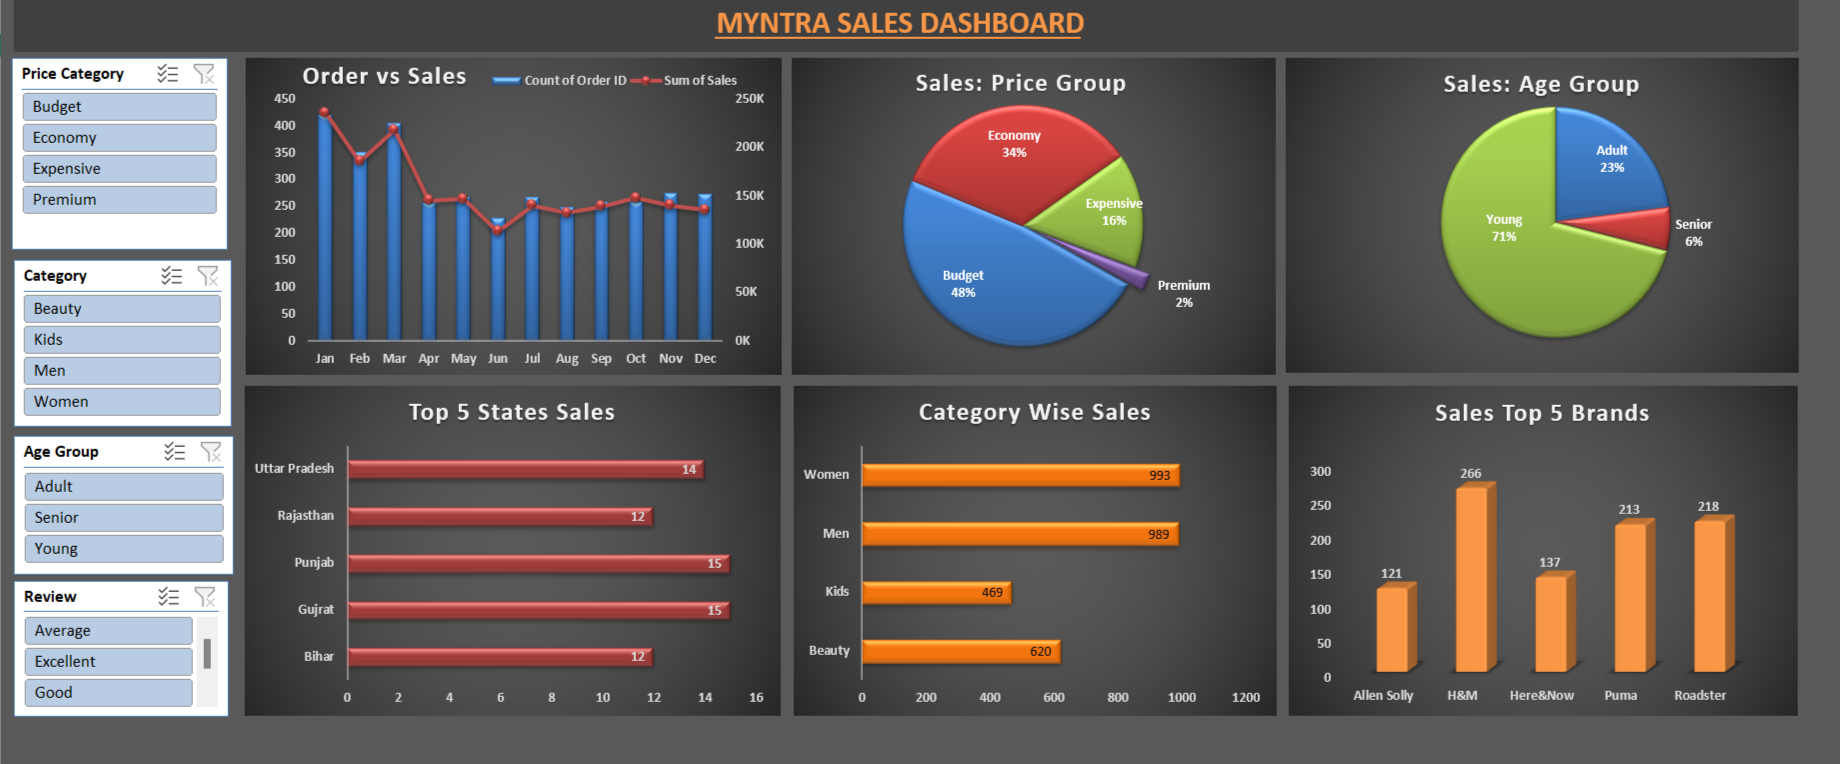 MYNTRA SALES DASHBOARD
Price Category
Budget
Economy
Expensive
Premium
Category
Beauty
Kids
Men
Women
Age Group
Adult
Senior
Young
Review
Average
Excellent
Good
Order vs Sales
Count of Order ID
Sum of Sales
450
400
350
300
250
200
150
100
50
0
250K
200K
150K
100K
50K
0K
Jan Feb Mar Apr May Jun Jul Aug Sep Oct Nov Dec
Sales: Price Group
Economy
34%
Expensive
16%
Budget
48%
Premium
2%
Sales: Age Group
Adult
23%
Young
71%
Senior
6%
Top 5 States Sales
Uttar Pradesh 14
Rajasthan 12
Punjab 15
Gujrat 15
Bihar 12
0 2 4 6 8 10 12 14 16
Category Wise Sales
Women 993
Men 989
Kids 469
Beauty 620
0 200 400 600 800 1000 1200
Sales Top 5 Brands
300
250
200
150
100
50
0
121
266
137
213
218
Allen Solly H&M Here&Now Puma Roadster